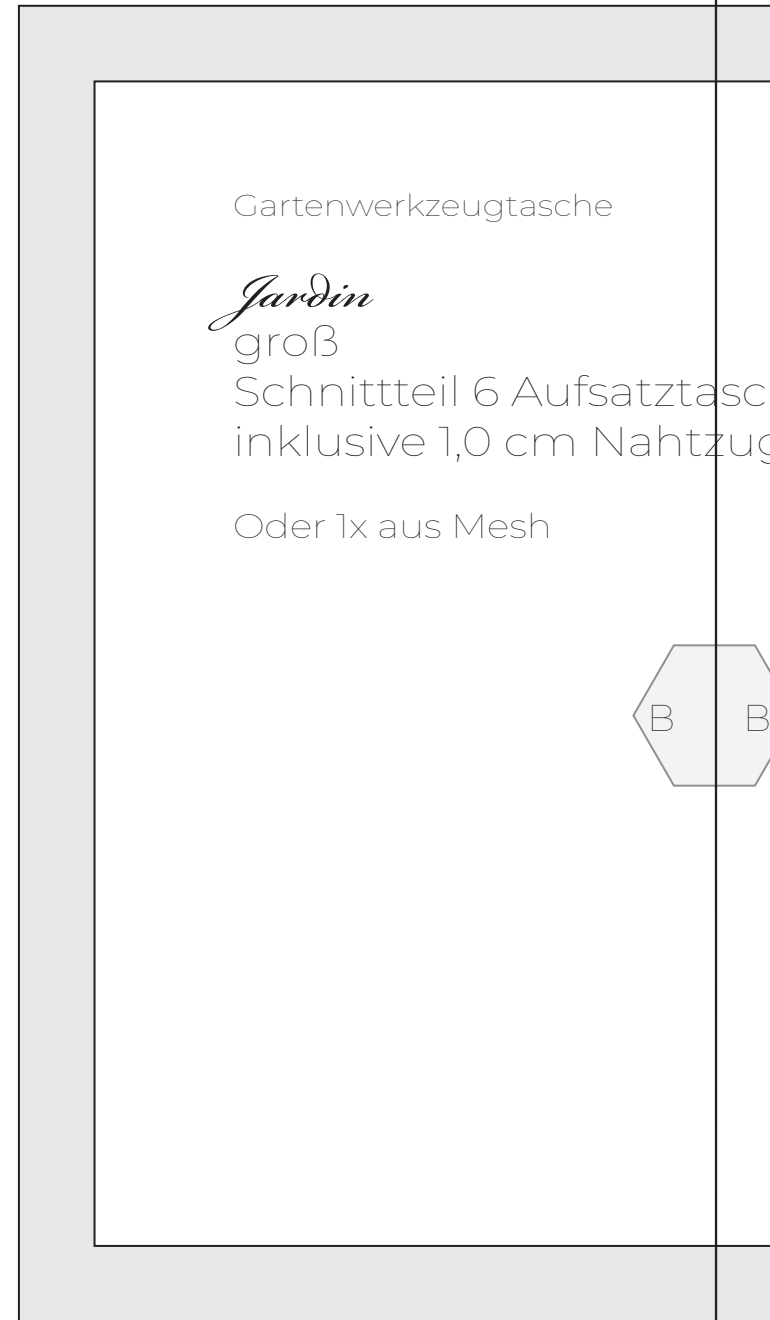 Gartenwerkzeugtasche
Jardin
groß
Schnittteil 6 Aufsatztasc
inklusive 1,0 cm Nahtzug
Oder 1x aus Mesh
B B